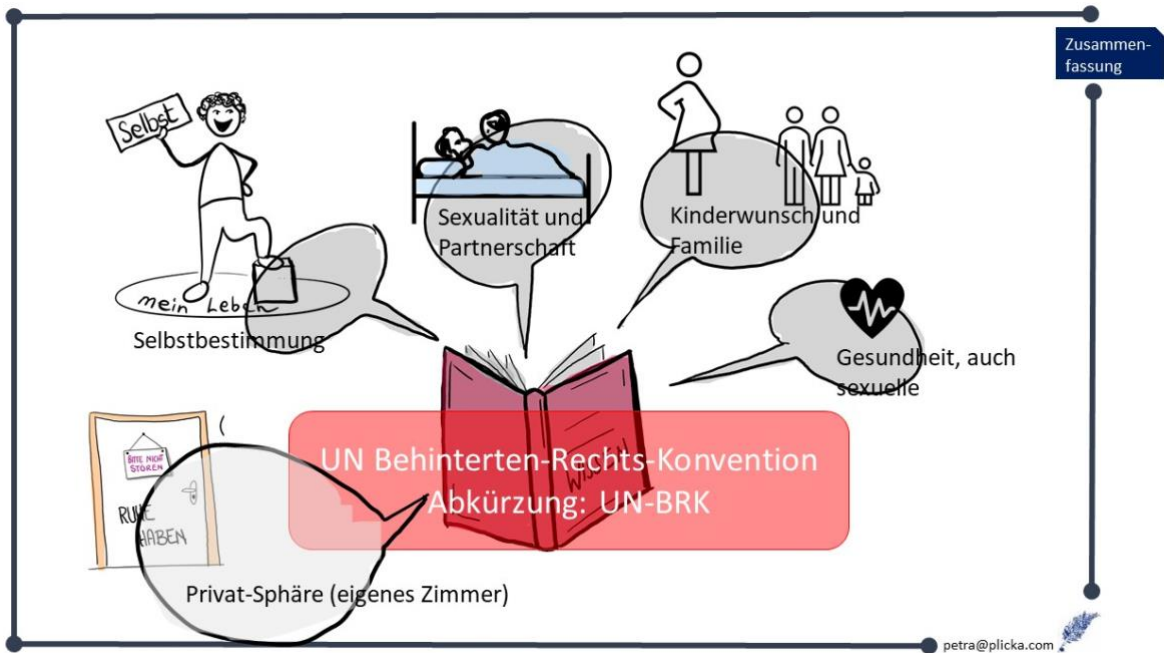 Zusammen-
fassung
Selbst
mein Leben
Selbstbestimmung
Sexualität und
Partnerschaft
Kinderwunsch und
Familie
Gesundheit, auch
sexuelle
BITTE NICHT
STÖREN
RUHE
HABEN
Privat-Sphäre (eigenes Zimmer)
UN Behinterten-Rechts-Konvention
Abkürzung: UN-BRK
WISSEN
petra@plicka.com